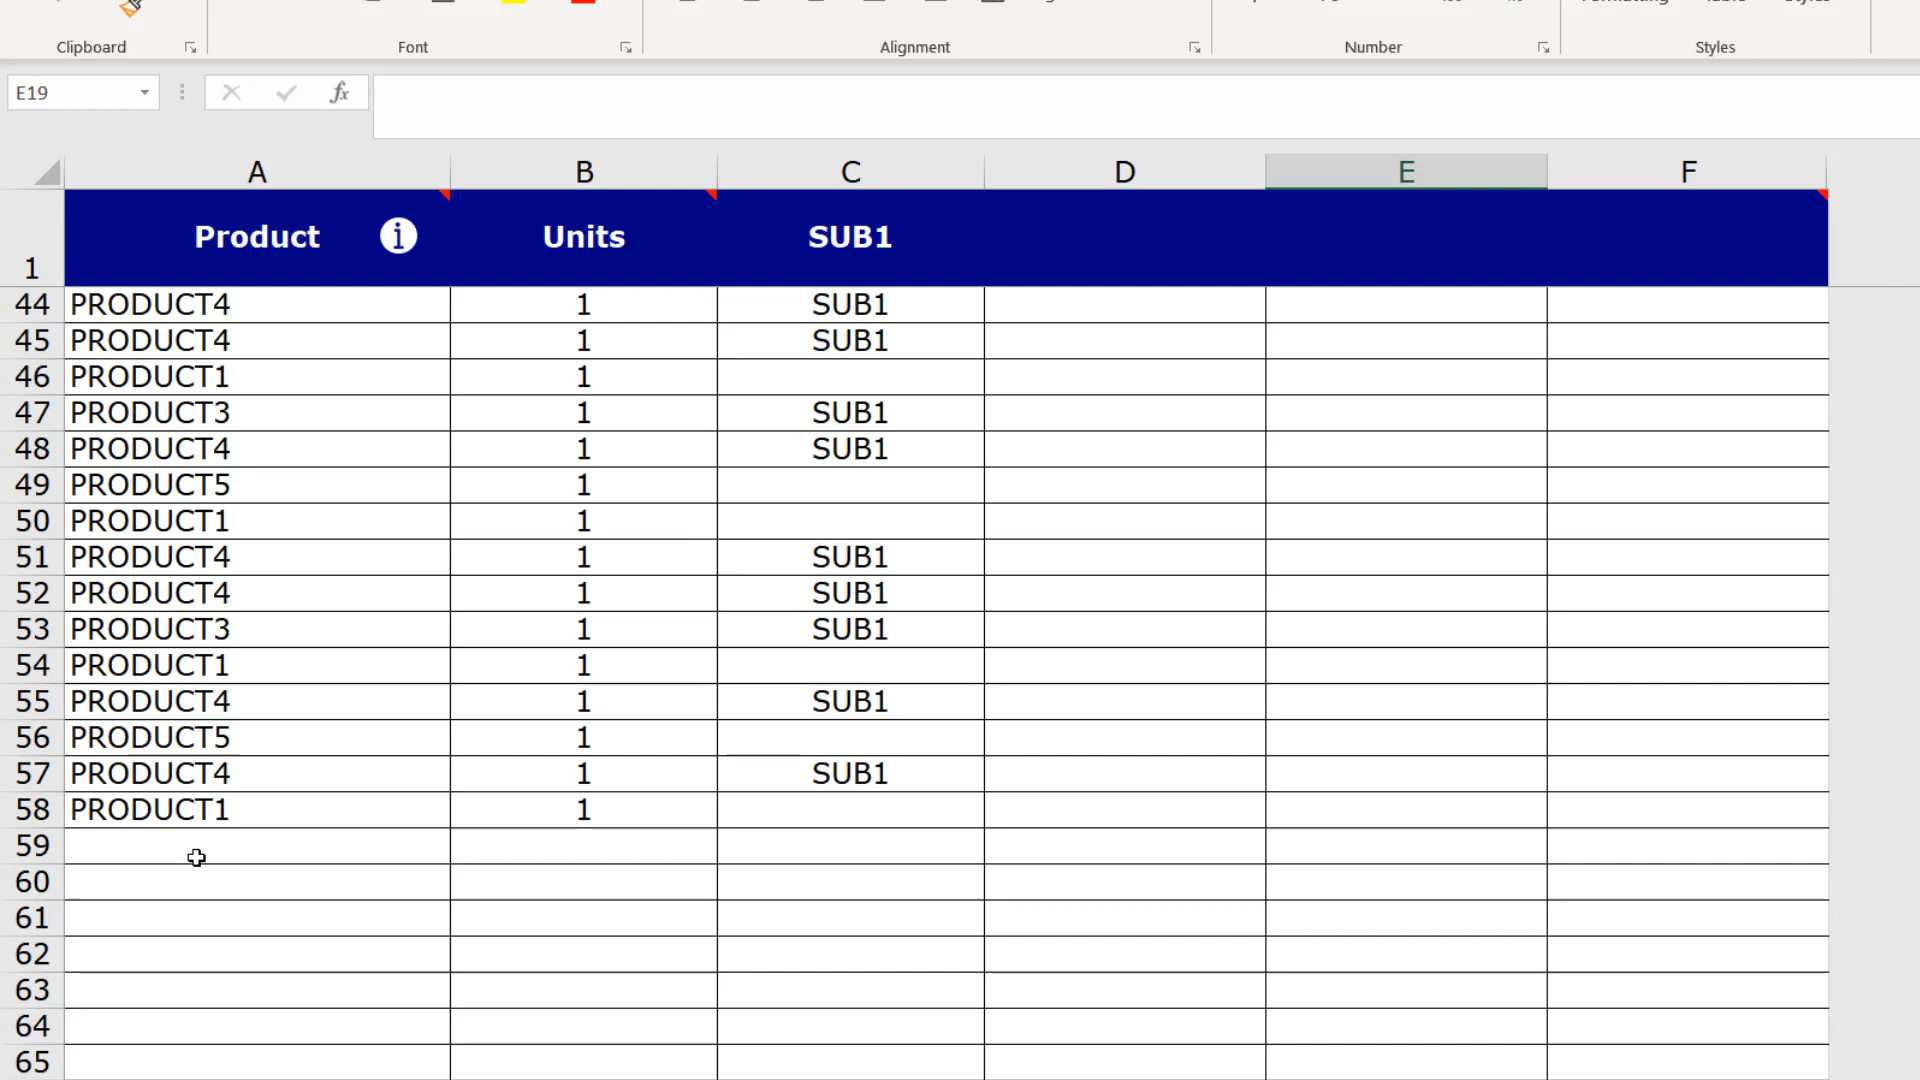 Clipboard Font Alignment Number Styles
E19 fx
A B C D E F
1 Product i Units SUB1
44 PRODUCT4 1 SUB1
45 PRODUCT4 1 SUB1
46 PRODUCT1 1
47 PRODUCT3 1 SUB1
48 PRODUCT4 1 SUB1
49 PRODUCT5 1
50 PRODUCT1 1
51 PRODUCT4 1 SUB1
52 PRODUCT4 1 SUB1
53 PRODUCT3 1 SUB1
54 PRODUCT1 1
55 PRODUCT4 1 SUB1
56 PRODUCT5 1
57 PRODUCT4 1 SUB1
58 PRODUCT1 1
59
60
61
62
63
64
65